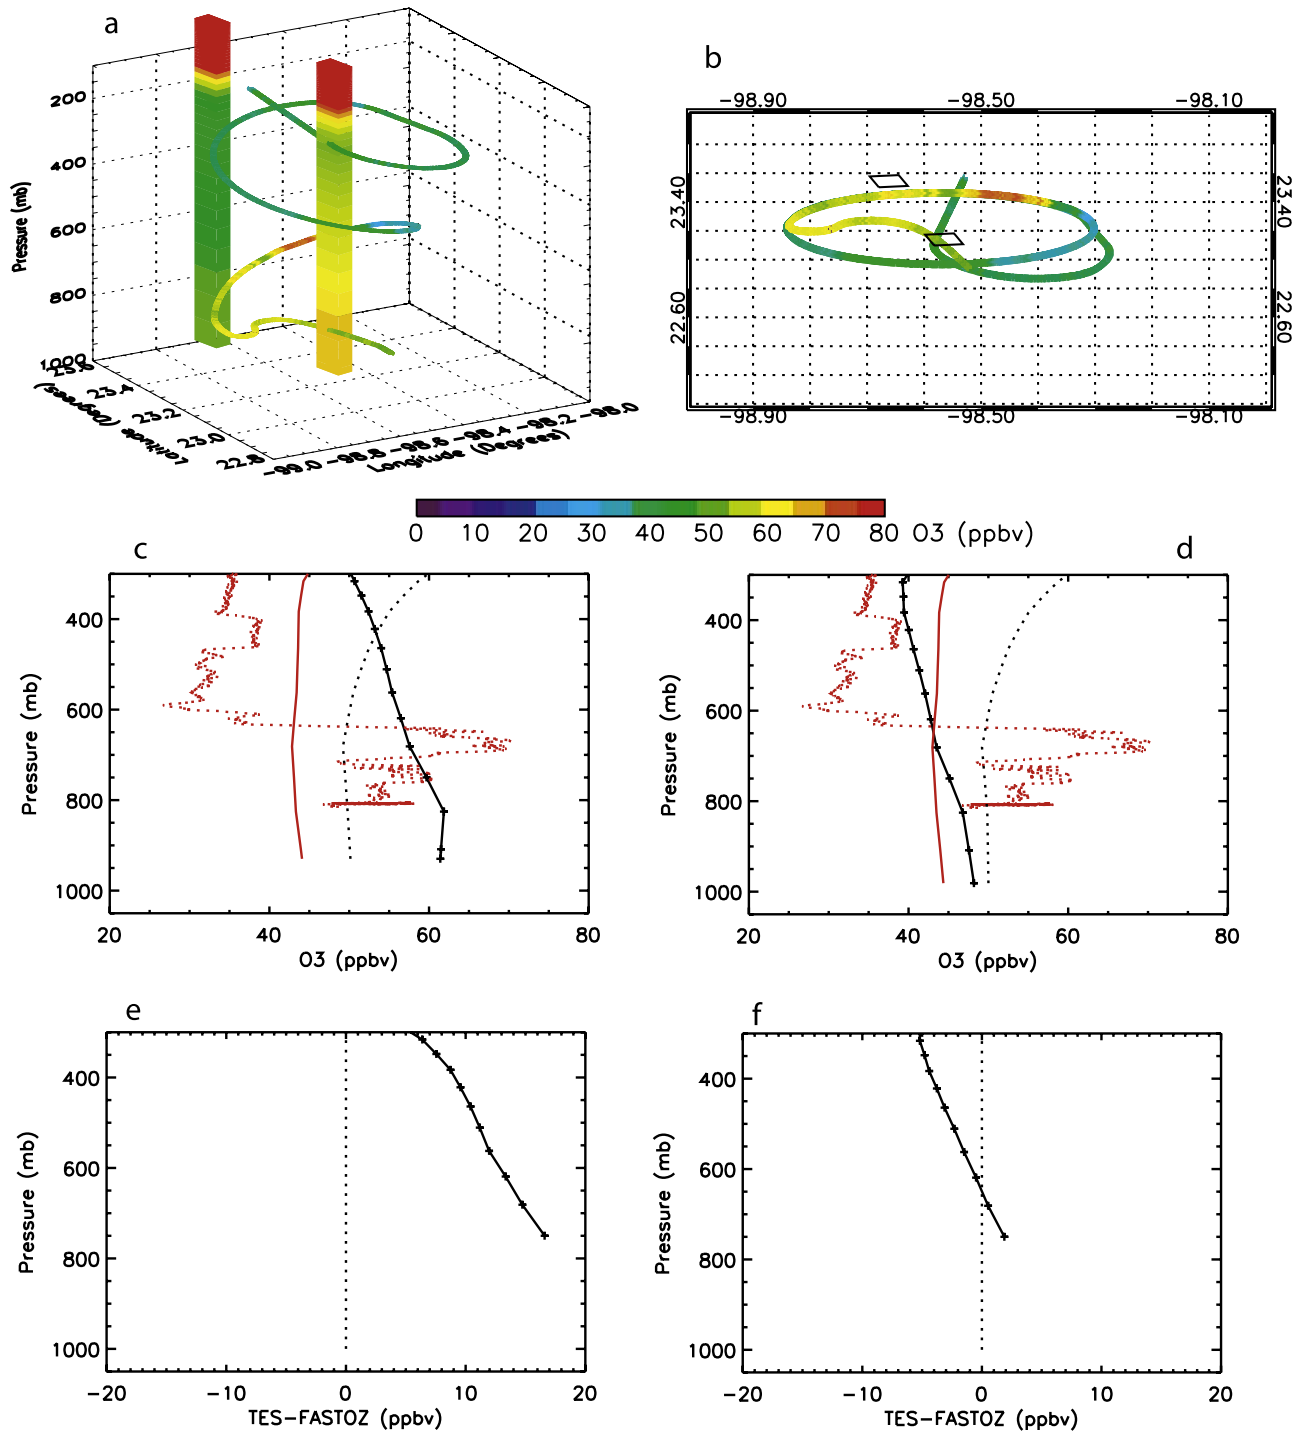 a
200
400
600
800
1000
Pressure (mb)
23.6
23.4
23.2
23.0
22.8
Latitude (Degrees)
-99.0 -98.8 -98.6 -98.4 -98.2 -98.0
Longitude (Degrees)
b
-98.90 -98.50 -98.10
23.40 23.40
22.60 22.60
-98.90 -98.50 -98.10
0 10 20 30 40 50 60 70 80 O3 (ppbv)
c
400
600
800
1000
Pressure (mb)
20 40 60 80
O3 (ppbv)
d
400
600
800
1000
Pressure (mb)
20 40 60 80
O3 (ppbv)
e
400
600
800
1000
Pressure (mb)
-20 -10 0 10 20
TES-FASTOZ (ppbv)
f
400
600
800
1000
Pressure (mb)
-20 -10 0 10 20
TES-FASTOZ (ppbv)